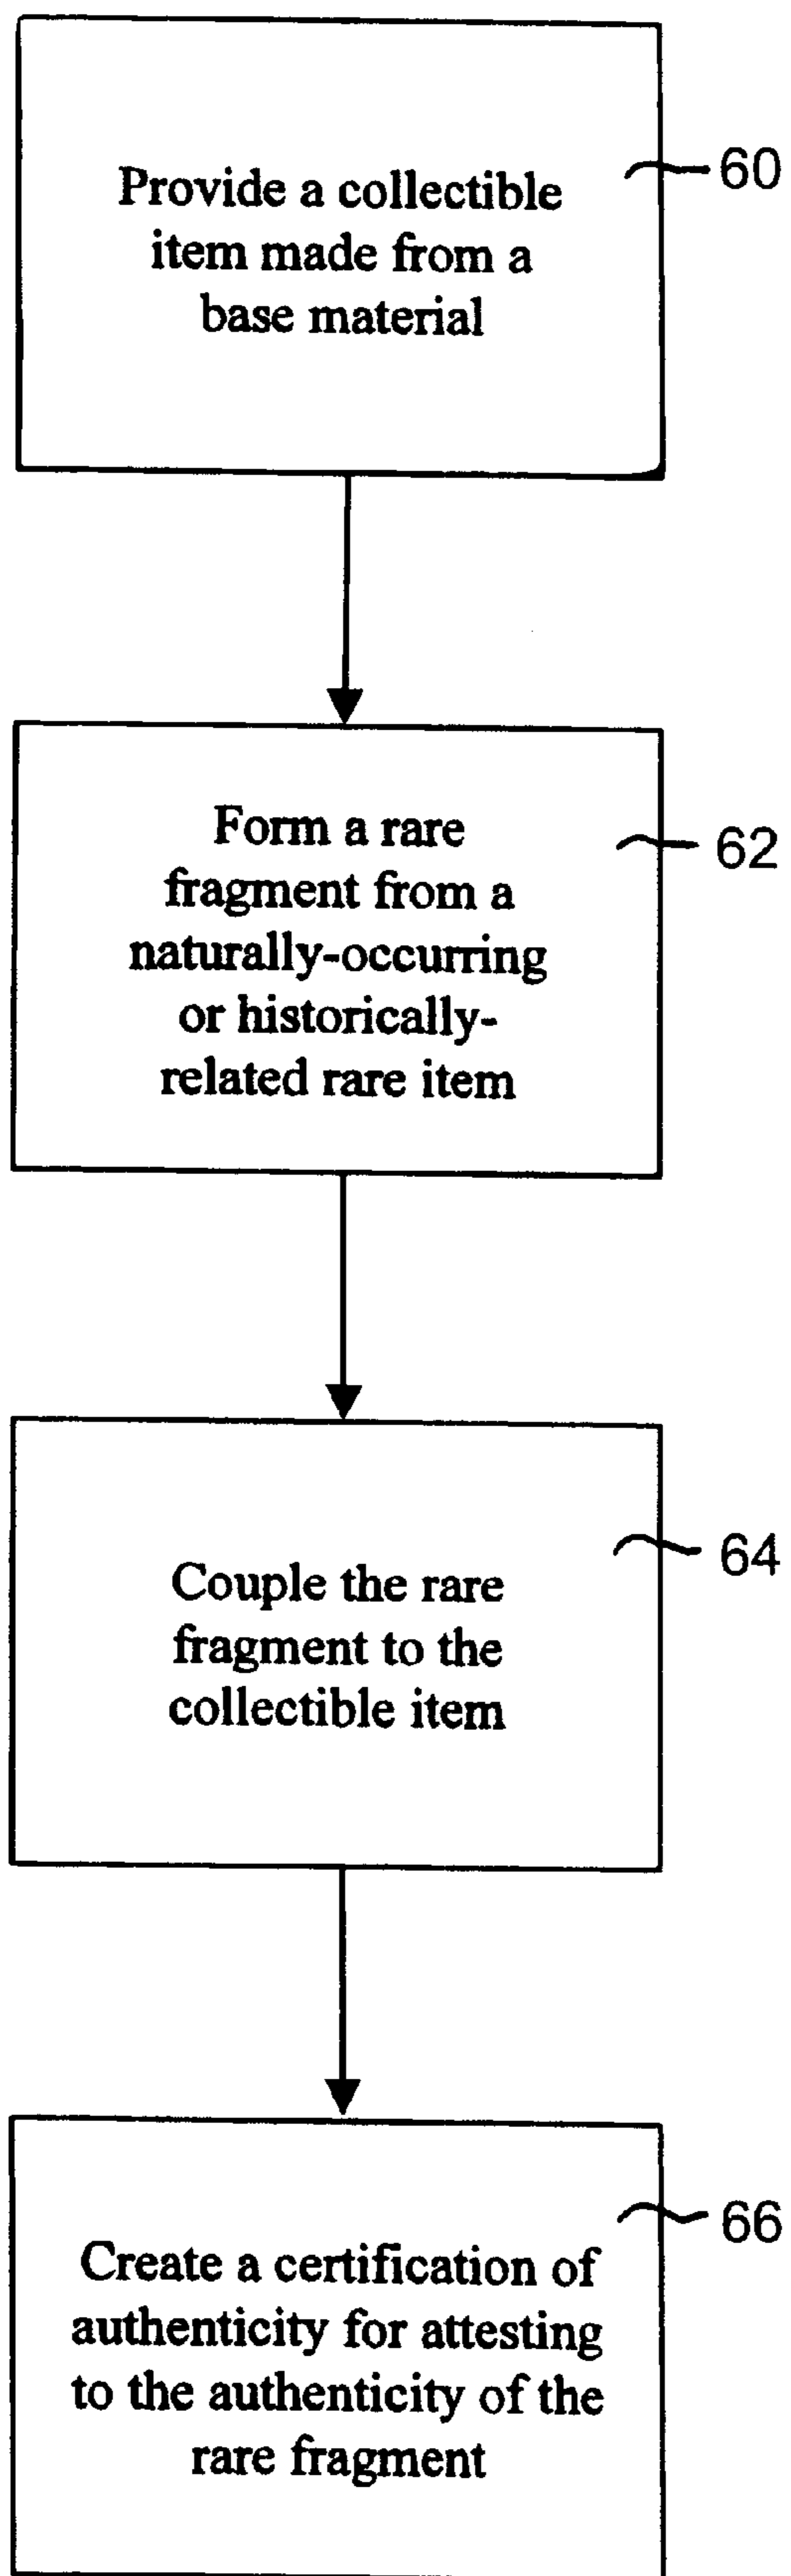 Provide a collectible
item made from a
base material
60
Form a rare
fragment from a
naturally-occurring
or historically-
related rare item
62
Couple the rare
fragment to the
collectible item
64
Create a certification of
authenticity for attesting
to the authenticity of the
rare fragment
66